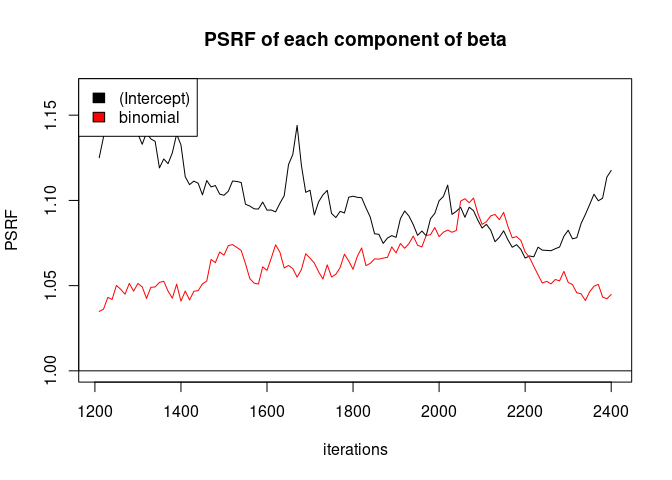 PSRF of each component of beta
(Intercept)
binomial
PSRF
1.15
1.10
1.05
1.00
1200 1400 1600 1800 2000 2200 2400
iterations